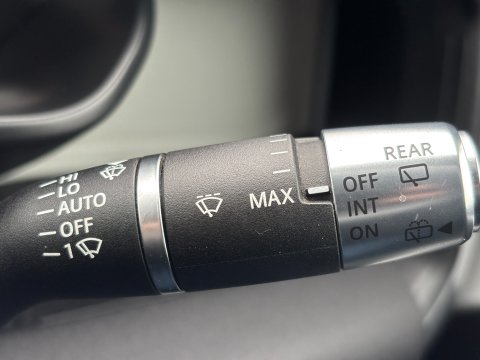 HI
LO
AUTO
OFF
1
MAX
REAR
OFF
INT
ON